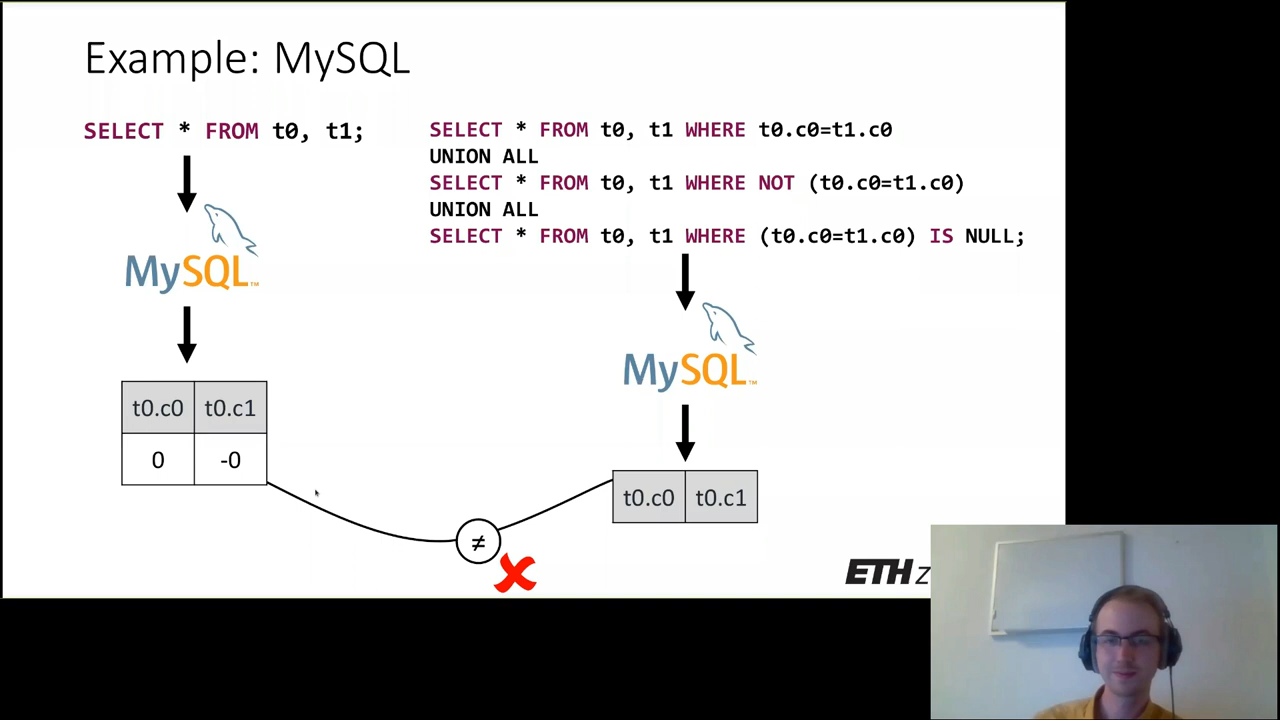 Example: MySQL
SELECT * FROM t0, t1;
SELECT * FROM t0, t1 WHERE t0.c0=t1.c0
UNION ALL
SELECT * FROM t0, t1 WHERE NOT (t0.c0=t1.c0)
UNION ALL
SELECT * FROM t0, t1 WHERE (t0.c0=t1.c0) IS NULL;
MySQL™
MySQL™
t0.c0 t0.c1
0 -0
t0.c0 t0.c1
≠
ETH z